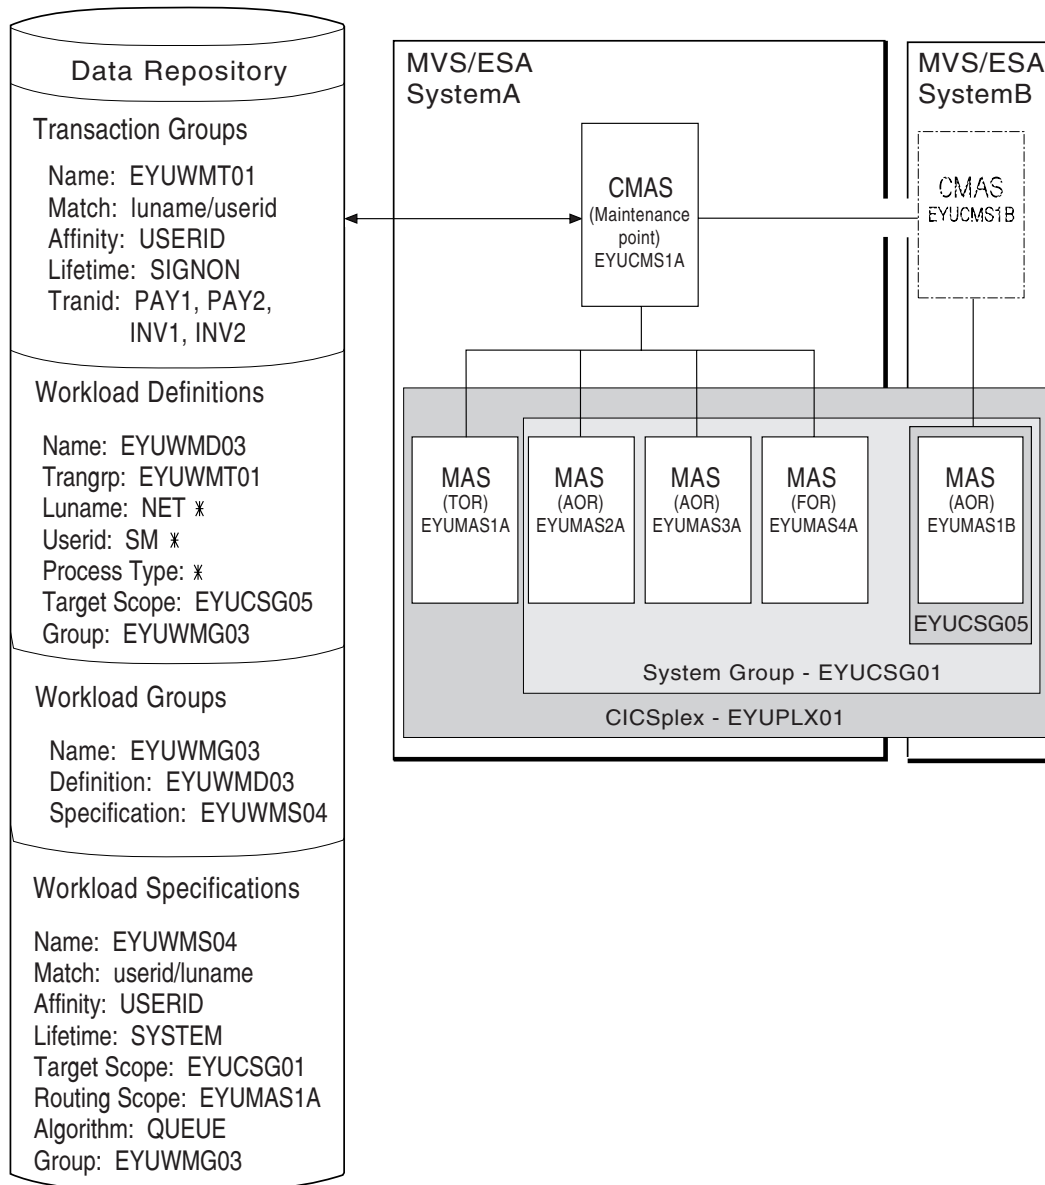 Data Repository
Transaction Groups
Name: EYUWMT01
Match: luname/userid
Affinity: USERID
Lifetime: SIGNON
Tranid: PAY1, PAY2,
INV1, INV2
Workload Definitions
Name: EYUWMD03
Trangrp: EYUWMT01
Luname: NET *
Userid: SM *
Process Type: *
Target Scope: EYUCSG05
Group: EYUWMG03
Workload Groups
Name: EYUWMG03
Definition: EYUWMD03
Specification: EYUWMS04
Workload Specifications
Name: EYUWMS04
Match: userid/luname
Affinity: USERID
Lifetime: SYSTEM
Target Scope: EYUCSG01
Routing Scope: EYUMAS1A
Algorithm: QUEUE
Group: EYUWMG03
MVS/ESA
SystemA
CMAS
(Maintenance
point)
EYUCMS1A
MVS/ESA
SystemB
CMAS
EYUCMS1B
MAS
(TOR)
EYUMAS1A
MAS
(AOR)
EYUMAS2A
MAS
(AOR)
EYUMAS3A
MAS
(FOR)
EYUMAS4A
MAS
(AOR)
EYUMAS1B
EYUCSG05
System Group - EYUCSG01
CICSplex - EYUPLX01